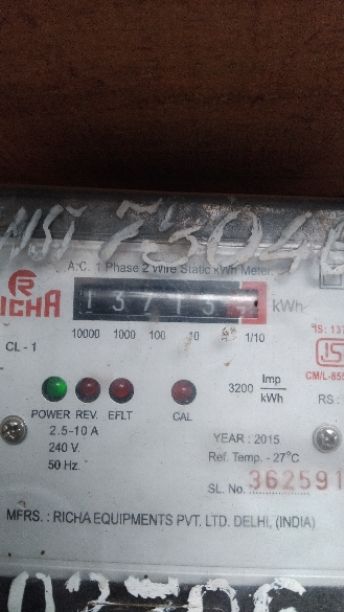 A.C. 1 Phase 2 Wire Static kWh Meter
RICHA
13713 kWh
10000 1000 100 10 1/10
CL - 1
3200 Imp/kWh
CM/L-855
RS :
POWER REV. EFLT CAL
2.5-10 A
240 V.
50 Hz.
YEAR : 2015
Ref. Temp. - 27°C
SL. No. 362591
MFRS. : RICHA EQUIPMENTS PVT. LTD. DELHI, (INDIA)